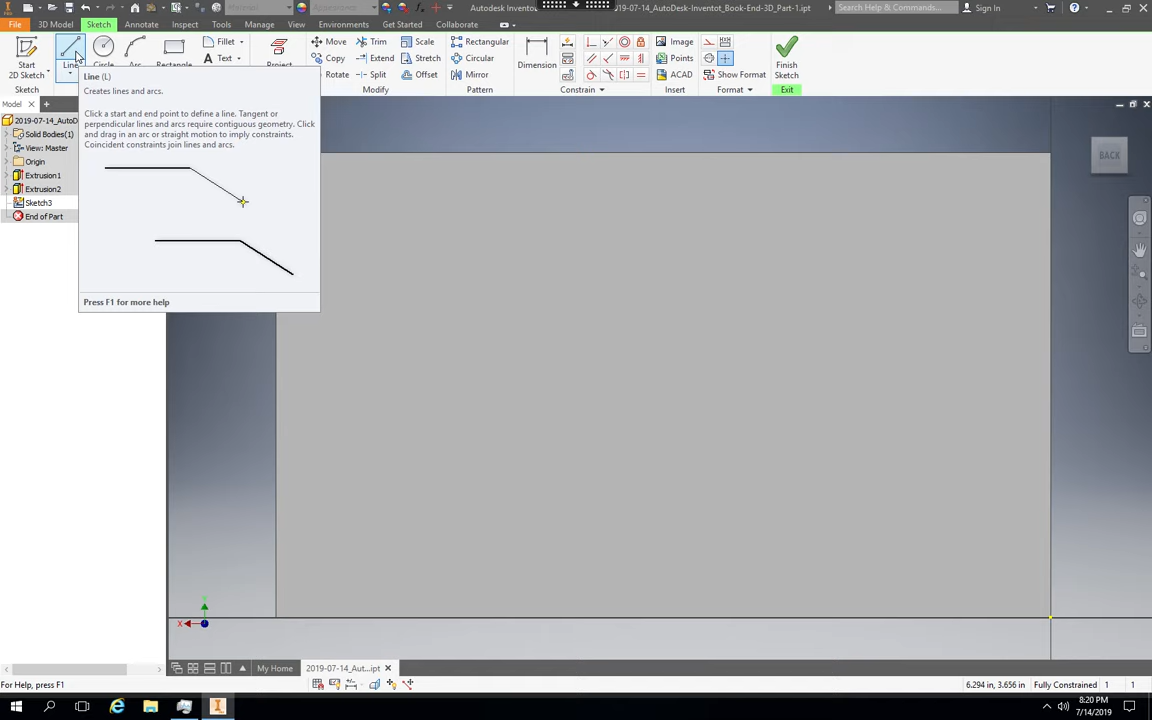 Autodesk Invento
2019-07-14_AutoDesk-Inventot_Book-End-3D_Part-1.ipt
Search Help & Commands...
Sign In
File
3D Model
Sketch
Annotate
Inspect
Tools
Manage
View
Environments
Get Started
Collaborate
Start
2D Sketch
Line
Circle
Arc
Rectangle
Fillet
Text
Project
Move
Copy
Rotate
Trim
Extend
Split
Scale
Stretch
Offset
Rectangular
Circular
Mirror
Dimension
Image
Points
ACAD
Show Format
Finish
Sketch
Sketch
Modify
Pattern
Constrain
Insert
Format
Exit
Line (L)
Creates lines and arcs.
Click a start and end point to define a line. Tangent or
perpendicular lines and arcs require contiguous geometry. Click
and drag in an arc or straight motion to imply constraints.
Coincident constraints join lines and arcs.
Press F1 for more help
Model
2019-07-14_AutoD
Solid Bodies(1)
View: Master
Origin
Extrusion1
Extrusion2
Sketch3
End of Part
BACK
Y
X
My Home
2019-07-14_Aut...ipt
For Help, press F1
6.294 in, 3.656 in
Fully Constrained
1
1
8:20 PM
7/14/2019